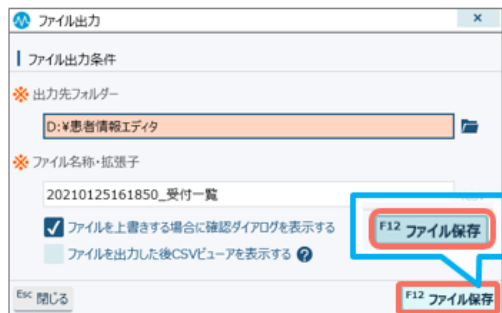 ファイル出力
ファイル出力条件
※ 出力先フォルダー
D:¥患者情報エディタ
※ ファイル名称・拡張子
20210125161850_受付一覧
ファイルを上書きする場合に確認ダイアログを表示する
F12 ファイル保存
ファイルを出力した後CSVビューアを表示する ?
Esc 閉じる
F12 ファイル保存